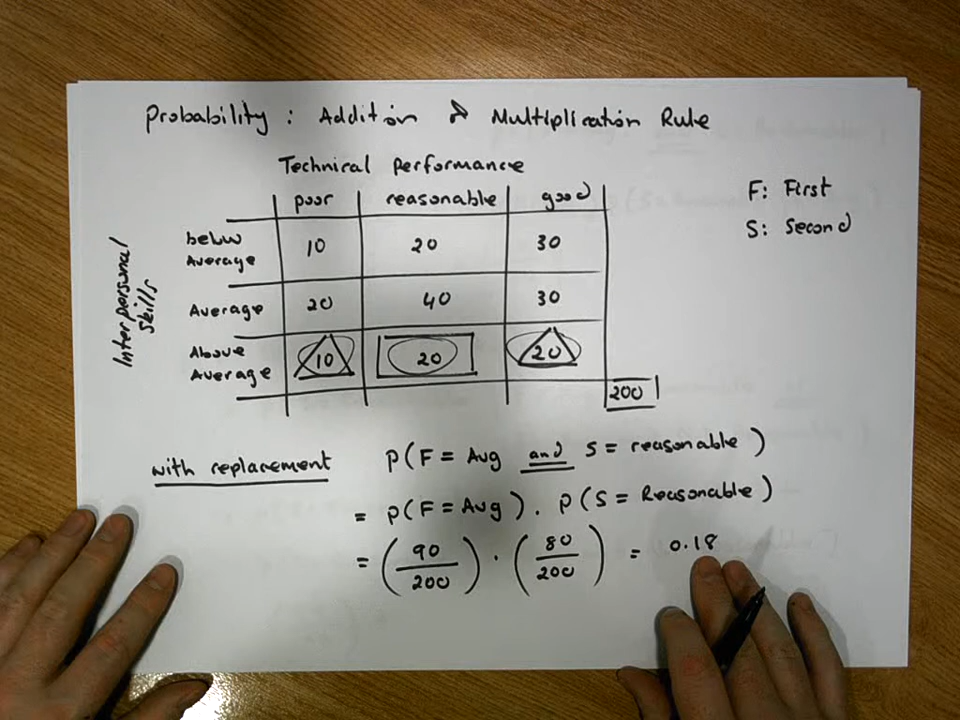 Probability : Addition & Multiplication Rule
Technical performance
F: First
S: Second
poor reasonable good
Interpersonal Skills
below Average 10 20 30
Average 20 40 30
Above Average 10 20 20
200
with replacement P(F = Avg and S = reasonable)
= P(F = Avg) . P(S = Reasonable)
= (90/200) . (80/200) = 0.18